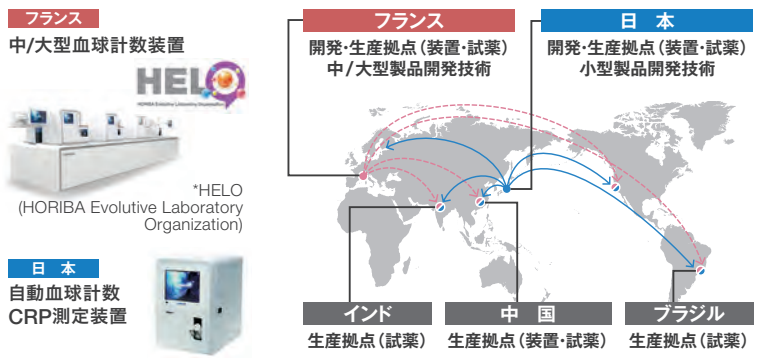 フランス
中/大型血球計数装置
HELO
HORIBA Evolutive Laboratory Organization
*HELO
(HORIBA Evolutive Laboratory
Organization)
日 本
自動血球計数
CRP測定装置
フランス
開発・生産拠点(装置・試薬)
中/大型製品開発技術
日 本
開発・生産拠点(装置・試薬)
小型製品開発技術
インド
生産拠点(試薬)
中 国
生産拠点(装置・試薬)
ブラジル
生産拠点(試薬)